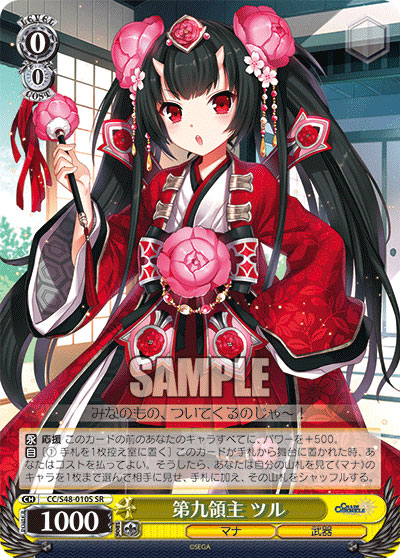 LEVEL
0
0
COST
SAMPLE
みなのもの、ついてくるのじゃ～！
永 応援 このカードの前のあなたのキャラすべてに、パワーを+500。
自 [① 手札を1枚控え室に置く] このカードが手札から舞台に置かれた時、あ
なたはコストを払ってよい。そうしたら、あなたは自分の山札を見て《マナ》の
キャラを1枚まで選んで相手に見せ、手札に加え、その山札をシャッフルする。
CH CC/S48-010S SR
第九領主 ツル
CHAIN CHRONICLE
POWER
1000
マナ 武器
©SEGA